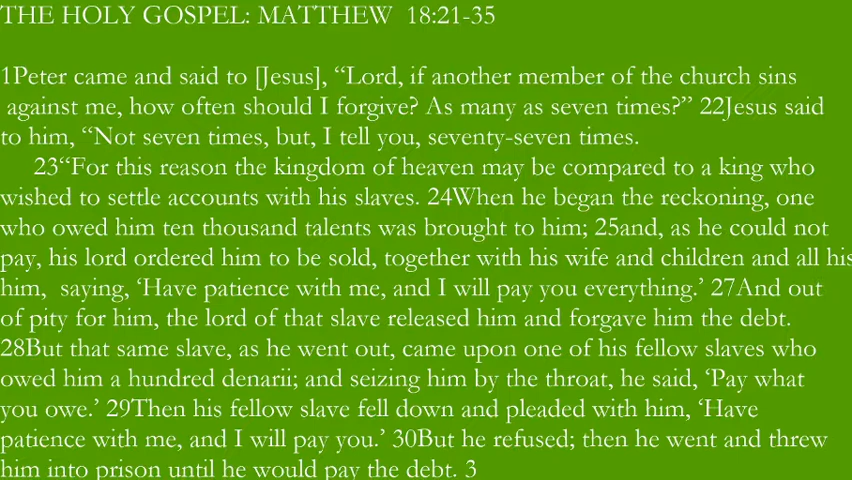 THE HOLY GOSPEL: MATTHEW 18:21-35
1Peter came and said to [Jesus], “Lord, if another member of the church sins
against me, how often should I forgive? As many as seven times?” 22Jesus said
to him, “Not seven times, but, I tell you, seventy-seven times.
23“For this reason the kingdom of heaven may be compared to a king who
wished to settle accounts with his slaves. 24When he began the reckoning, one
who owed him ten thousand talents was brought to him; 25and, as he could not
pay, his lord ordered him to be sold, together with his wife and children and all his
him, saying, ‘Have patience with me, and I will pay you everything.’ 27And out
of pity for him, the lord of that slave released him and forgave him the debt.
28But that same slave, as he went out, came upon one of his fellow slaves who
owed him a hundred denarii; and seizing him by the throat, he said, ‘Pay what
you owe.’ 29Then his fellow slave fell down and pleaded with him, ‘Have
patience with me, and I will pay you.’ 30But he refused; then he went and threw
him into prison until he would pay the debt. 3